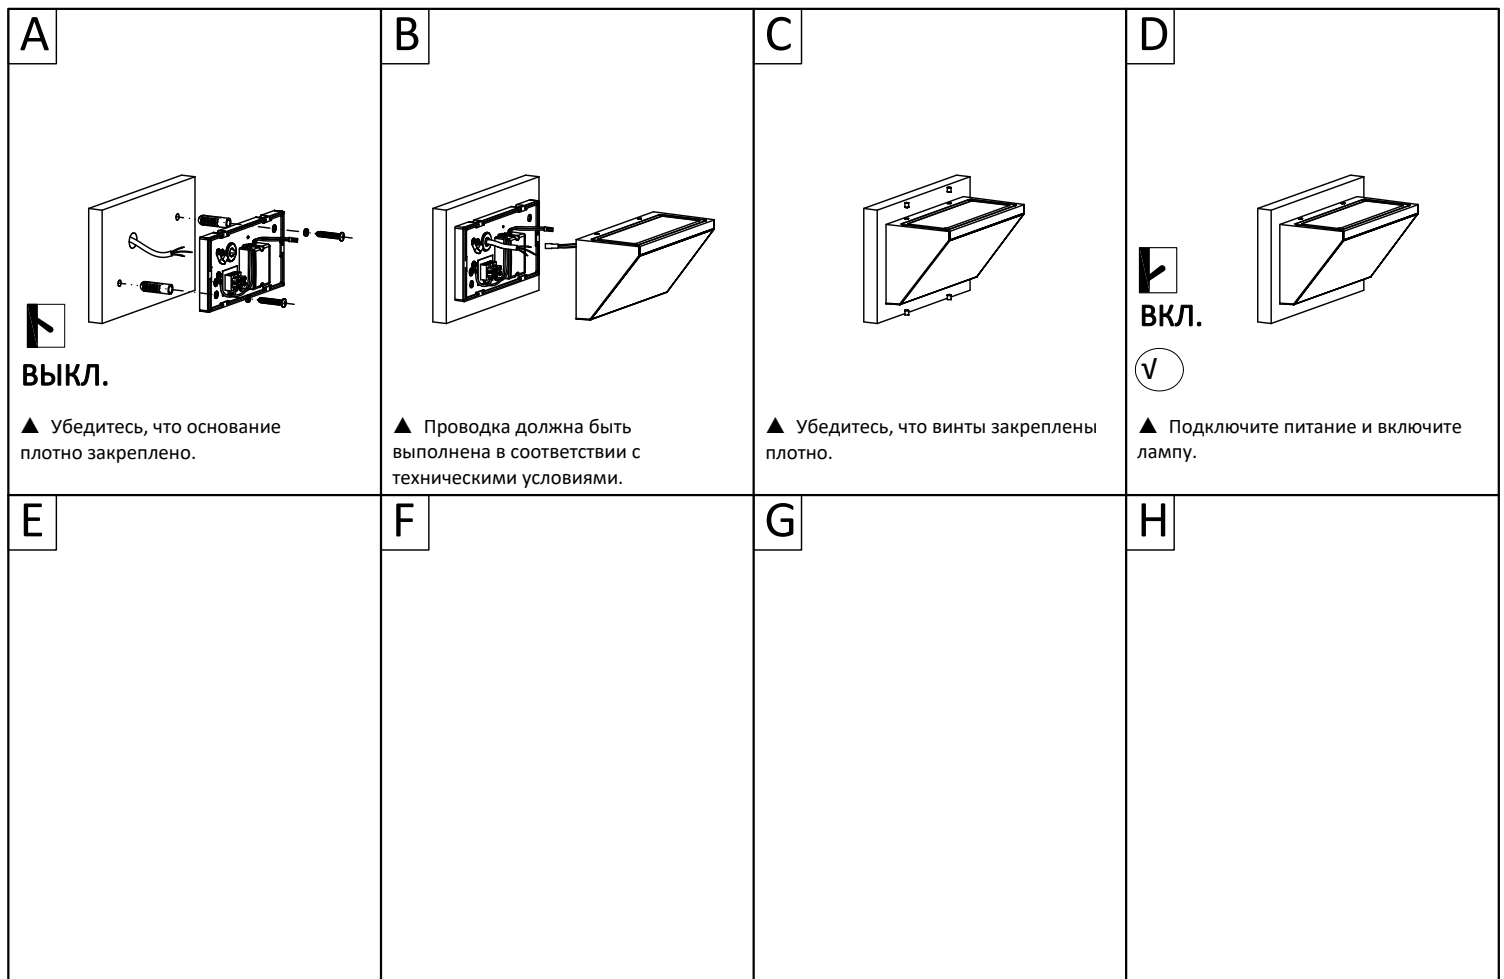 A
ВЫКЛ.
▲ Убедитесь, что основание
плотно закреплено.
B
▲ Проводка должна быть
выполнена в соответствии с
техническими условиями.
C
▲ Убедитесь, что винты закреплены
плотно.
D
ВКЛ.
√
▲ Подключите питание и включите
лампу.
E
F
G
H